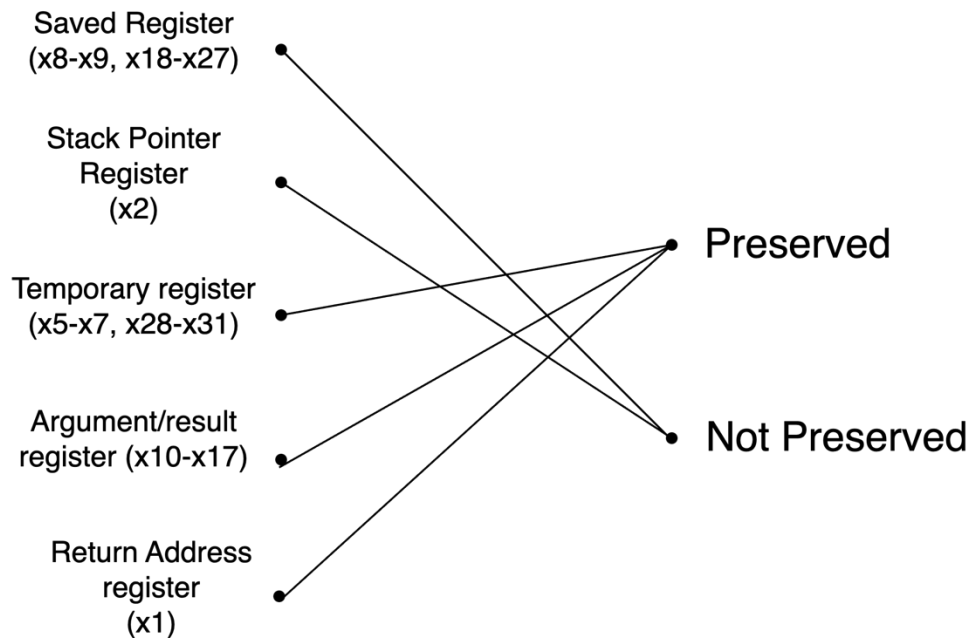 Saved Register
(x8-x9, x18-x27)
Stack Pointer
Register
(x2)
Temporary register
(x5-x7, x28-x31)
Argument/result
register (x10-x17)
Return Address
register
(x1)
Preserved
Not Preserved